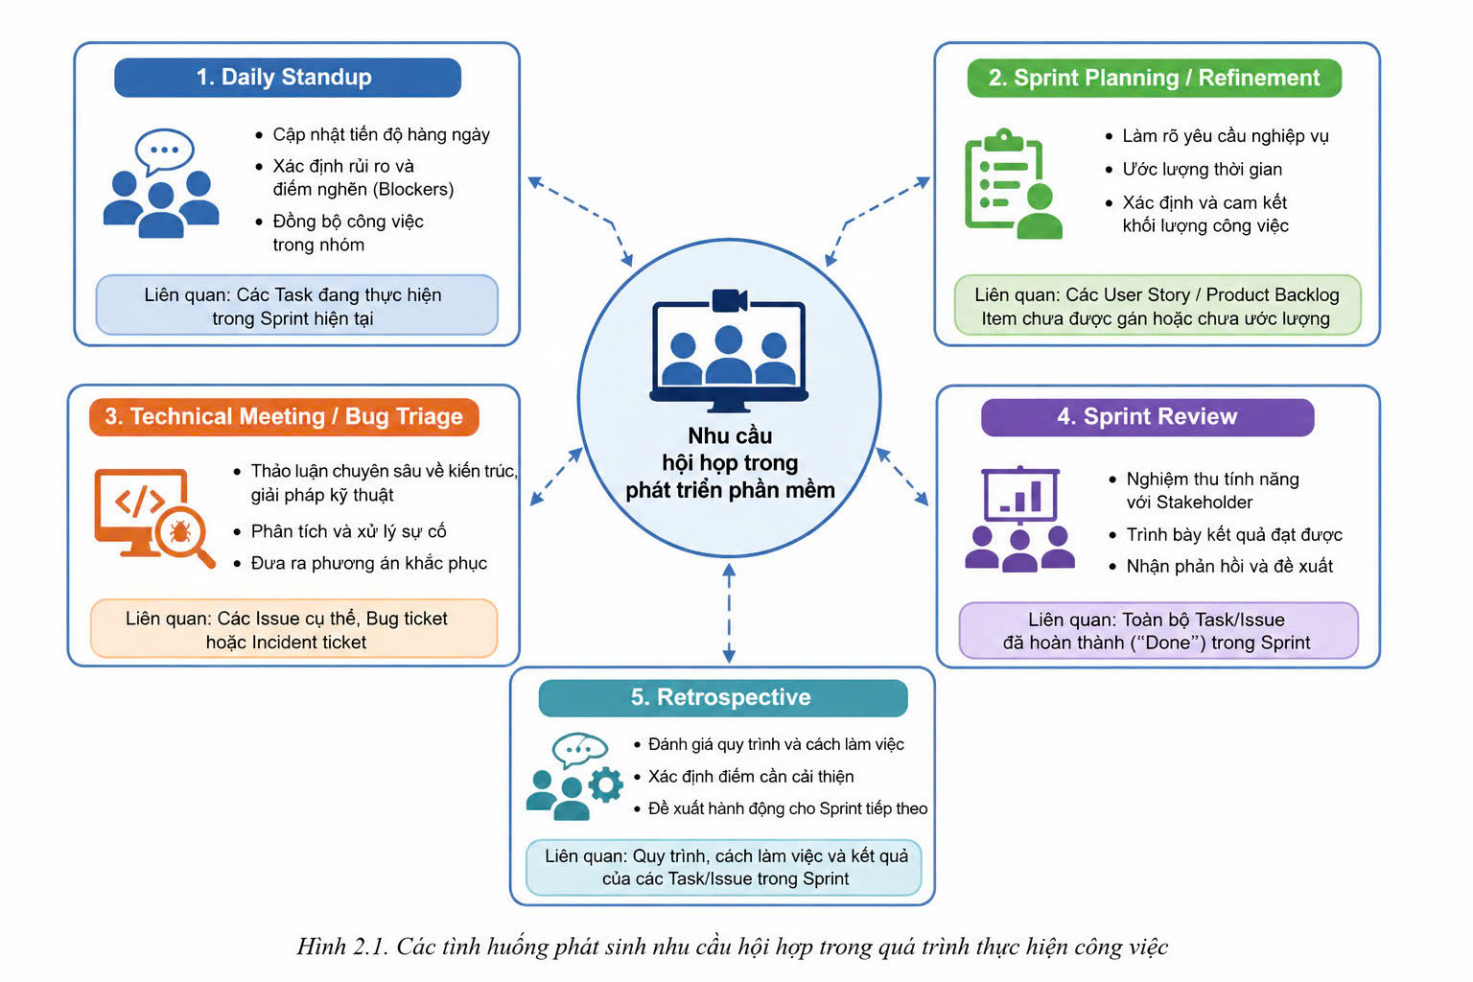 1. Daily Standup
• Cập nhật tiến độ hàng ngày
• Xác định rủi ro và
điểm nghẽn (Blockers)
• Đồng bộ công việc
trong nhóm
Liên quan: Các Task đang thực hiện
trong Sprint hiện tại
2. Sprint Planning / Refinement
• Làm rõ yêu cầu nghiệp vụ
• Ước lượng thời gian
• Xác định và cam kết
khối lượng công việc
Liên quan: Các User Story / Product Backlog
Item chưa được gán hoặc chưa ước lượng
Nhu cầu
hội họp trong
phát triển phần mềm
3. Technical Meeting / Bug Triage
• Thảo luận chuyên sâu về kiến trúc,
giải pháp kỹ thuật
• Phân tích và xử lý sự cố
• Đưa ra phương án khắc phục
Liên quan: Các Issue cụ thể, Bug ticket
hoặc Incident ticket
4. Sprint Review
• Nghiệm thu tính năng
với Stakeholder
• Trình bày kết quả đạt được
• Nhận phản hồi và đề xuất
Liên quan: Toàn bộ Task/Issue
đã hoàn thành (“Done”) trong Sprint
5. Retrospective
• Đánh giá quy trình và cách làm việc
• Xác định điểm cần cải thiện
• Đề xuất hành động cho Sprint tiếp theo
Liên quan: Quy trình, cách làm việc và kết quả
của các Task/Issue trong Sprint
Hình 2.1. Các tình huống phát sinh nhu cầu hội họp trong quá trình thực hiện công việc